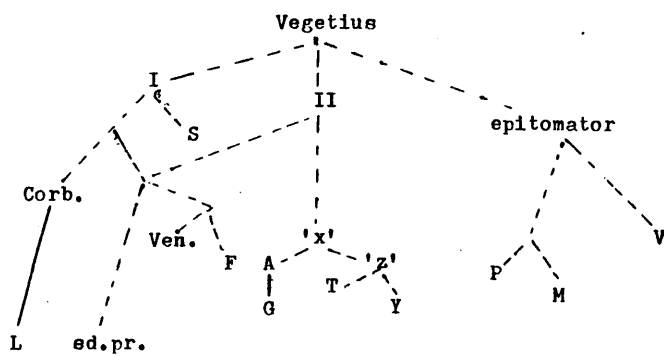 Vegetius
I
II
S
epitomator
Corb.
Ven.
F
A
'x'
'z'
V
T
Y
P
M
G
L
ed.pr.